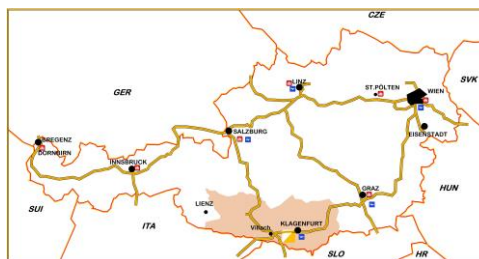 CZE
SVK
GER
LINZ
ST.PÖLTEN
WIEN
SALZBURG
EISENSTADT
BREGENZ
DORNBIRN
INNSBRUCK
HUN
GRAZ
LIENZ
KLAGENFURT
Villach
SUI
ITA
SLO
HR